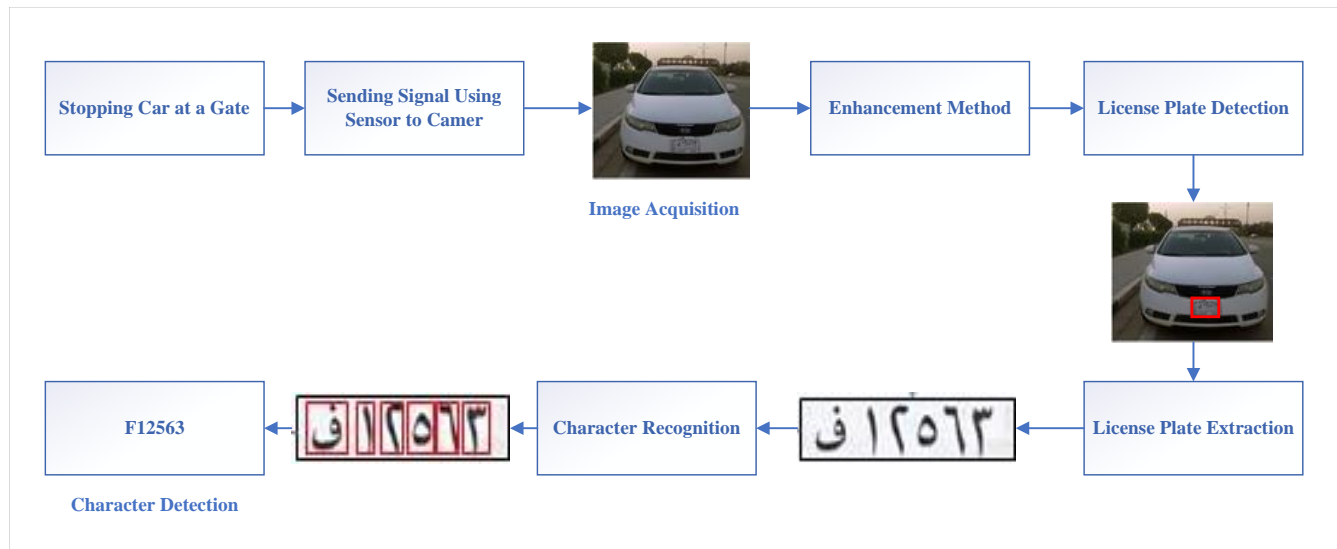 Stopping Car at a Gate
Sending Signal Using
Sensor to Camer
Image Acquisition
Enhancement Method
License Plate Detection
License Plate Extraction
ف ١٢٥٦٣
Character Recognition
ف ١٢٥٦٣
F12563
Character Detection